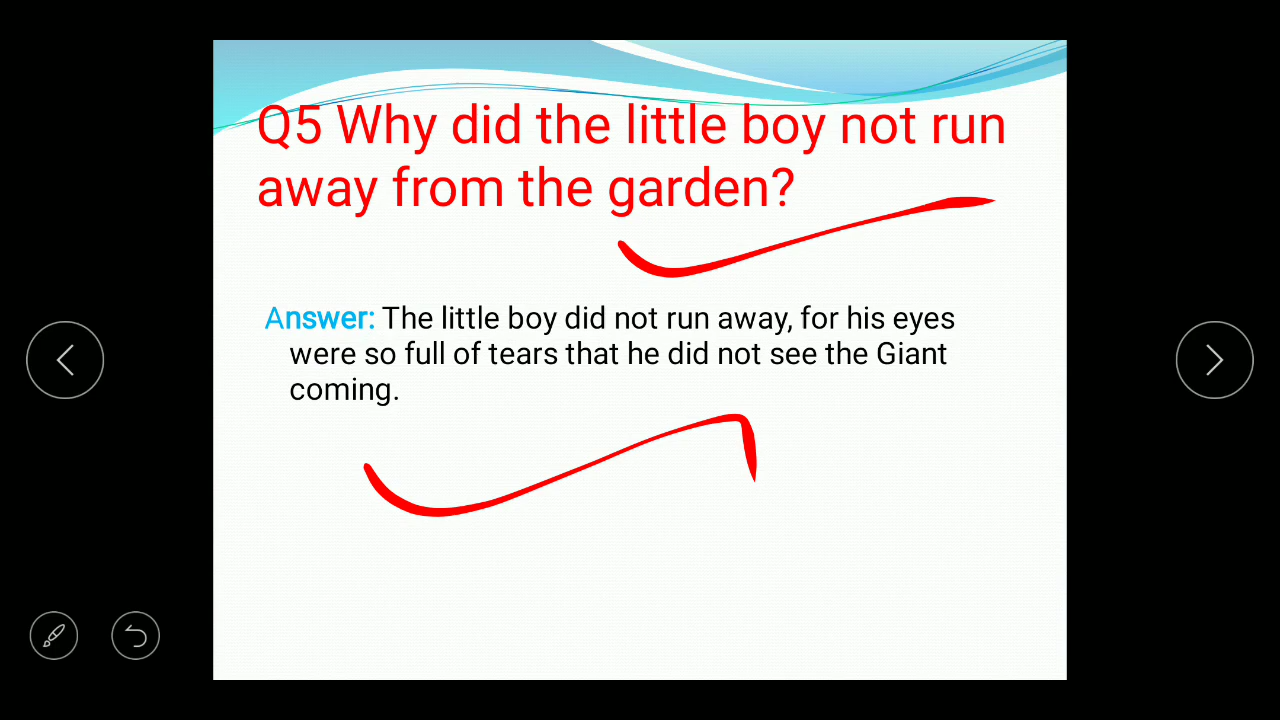 Q5 Why did the little boy not run
away from the garden?
Answer: The little boy did not run away, for his eyes
were so full of tears that he did not see the Giant
coming.